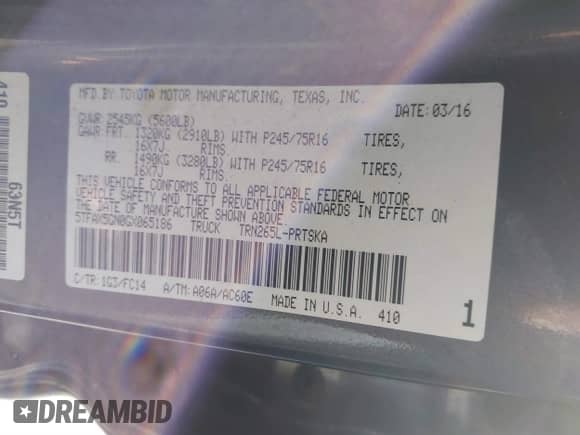 MFD.BY:TOYOTA MOTOR MANUFACTURING, TEXAS, INC.
DATE:03/16
GVWR 2545KG (5600LB)
GAWR FRT. 1320KG (2910LB) WITH P245/75R16 TIRES,
16X7J RIMS.
RR. 1490KG (3280LB) WITH P245/75R16 TIRES,
16X7J RIMS.
THIS VEHICLE CONFORMS TO ALL APPLICABLE FEDERAL MOTOR
VEHICLE SAFETY AND THEFT PREVENTION STANDARDS IN EFFECT ON
THE DATE OF MANUFACTURE SHOWN ABOVE.
5TFAX5GN0GX065186 TRUCK TRN265L-PRTSKA
C/TR:1G3/FC14 A/TM:A06A/AC60E MADE IN U.S.A. 410 1
410 63N5T
DREAMBID